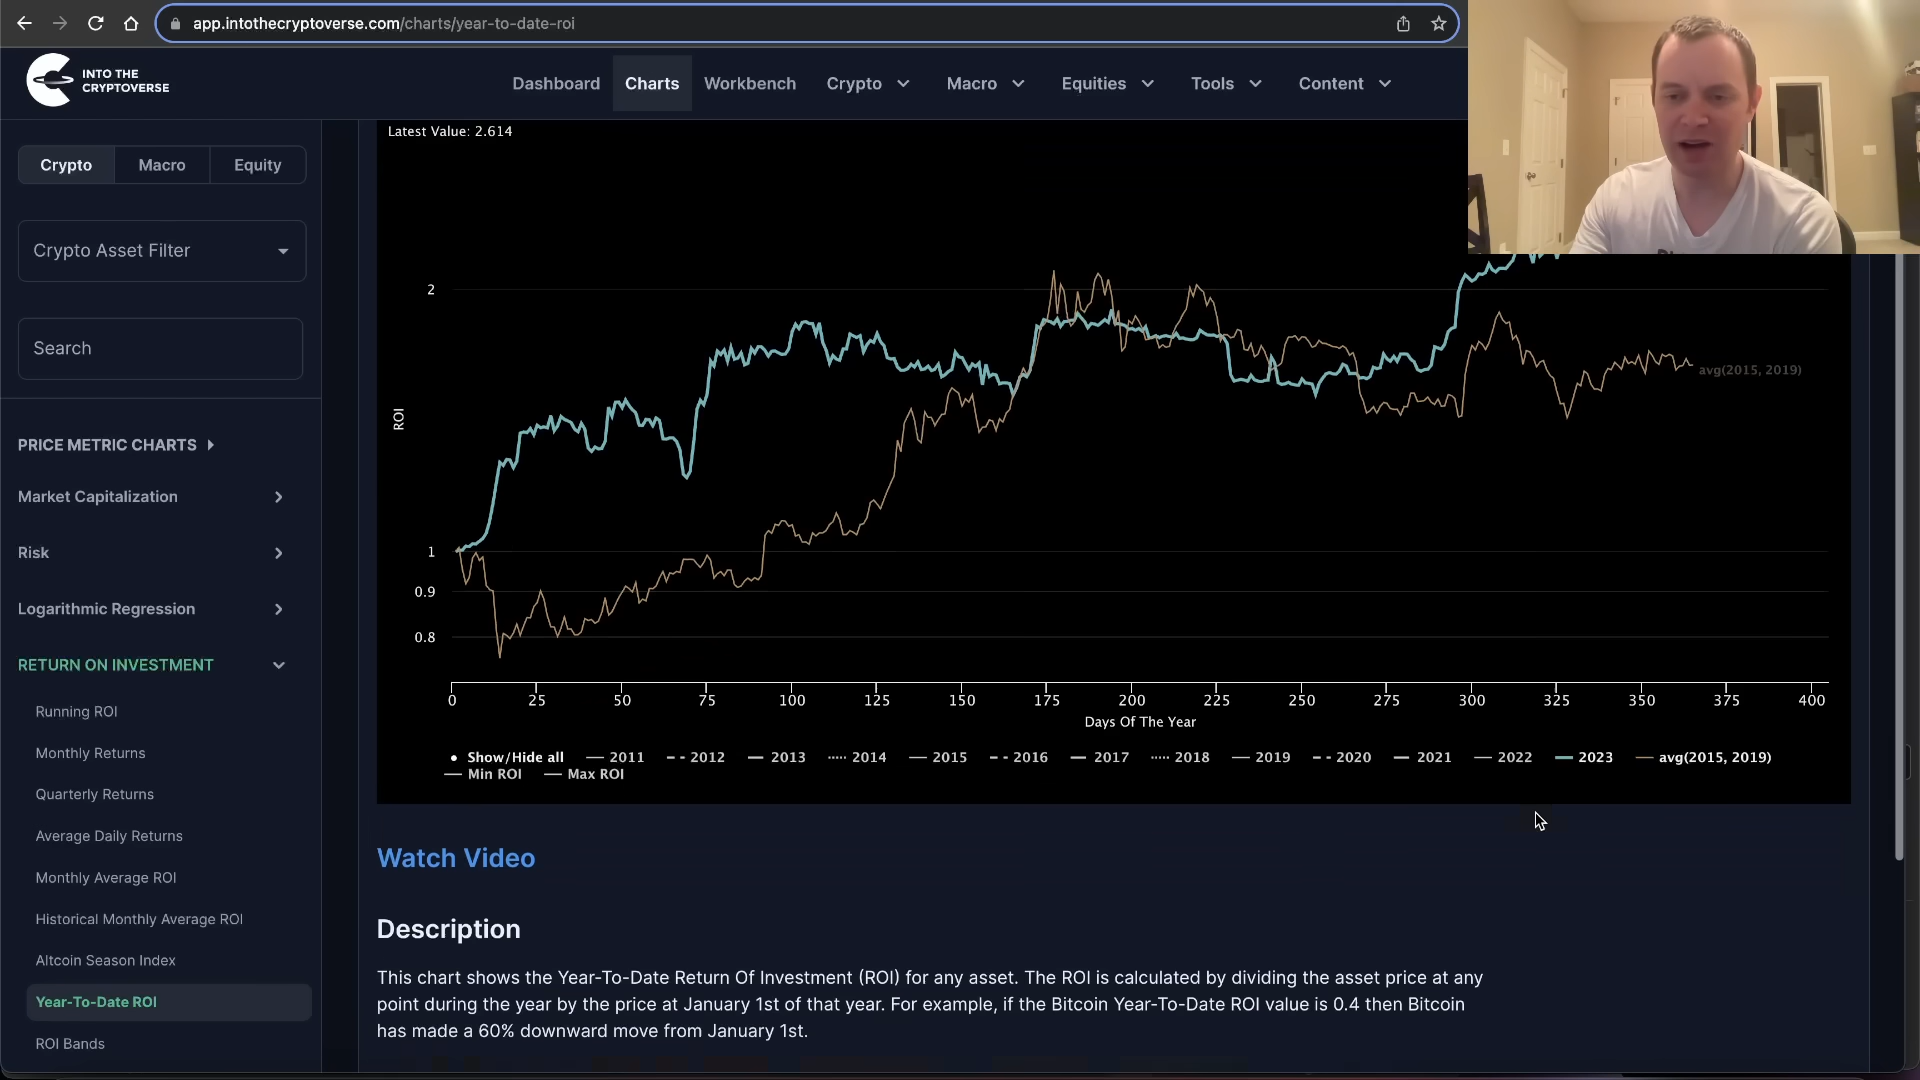 app.intothecryptoverse.com/charts/year-to-date-roi
INTO THE
CRYPTOVERSE
Dashboard
Charts
Workbench
Crypto
Macro
Equities
Tools
Content
Crypto
Macro
Equity
Crypto Asset Filter
Search
PRICE METRIC CHARTS
Market Capitalization
Risk
Logarithmic Regression
RETURN ON INVESTMENT
Running ROI
Monthly Returns
Quarterly Returns
Average Daily Returns
Monthly Average ROI
Historical Monthly Average ROI
Altcoin Season Index
Year-To-Date ROI
ROI Bands
Latest Value: 2.614
2
1
0.9
0.8
ROI
avg(2015, 2019)
0 25 50 75 100 125 150 175 200 225 250 275 300 325 350 375 400
Days Of The Year
Show/Hide all 2011 2012 2013 2014 2015 2016 2017 2018 2019 2020 2021 2022 2023 avg(2015, 2019)
Min ROI Max ROI
Watch Video
Description
This chart shows the Year-To-Date Return Of Investment (ROI) for any asset. The ROI is calculated by dividing the asset price at any
point during the year by the price at January 1st of that year. For example, if the Bitcoin Year-To-Date ROI value is 0.4 then Bitcoin
has made a 60% downward move from January 1st.